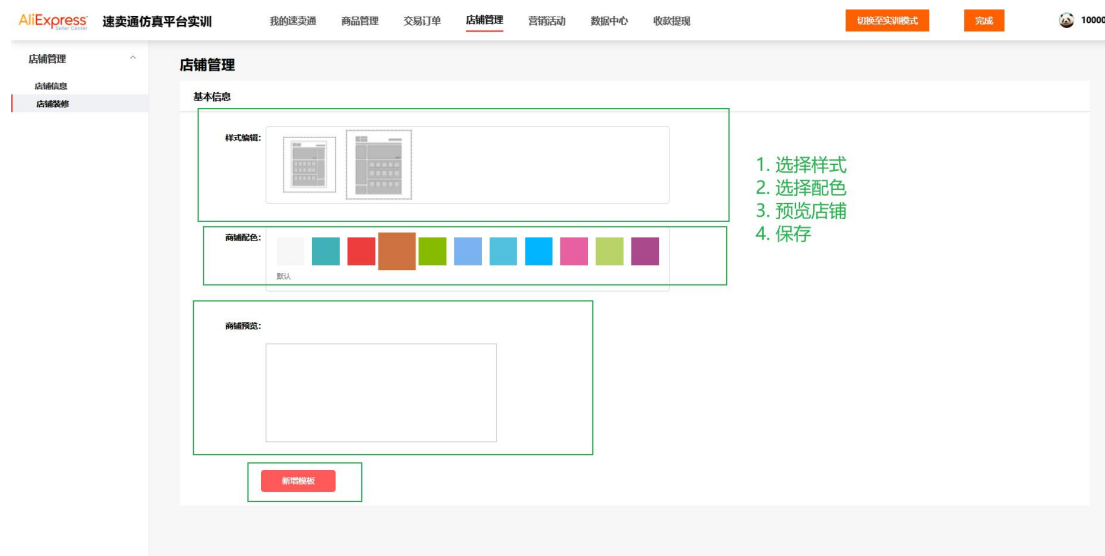 AliExpress
Seller Center
速卖通仿真平台实训
我的速卖通
商品管理
交易订单
店铺管理
营销活动
数据中心
收款提现
切换至实训模式
完成
10000
店铺管理
店铺信息
店铺装修
店铺管理
基本信息
样式编辑:
商铺配色:
默认
商铺预览:
新增模板
1. 选择样式
2. 选择配色
3. 预览店铺
4. 保存